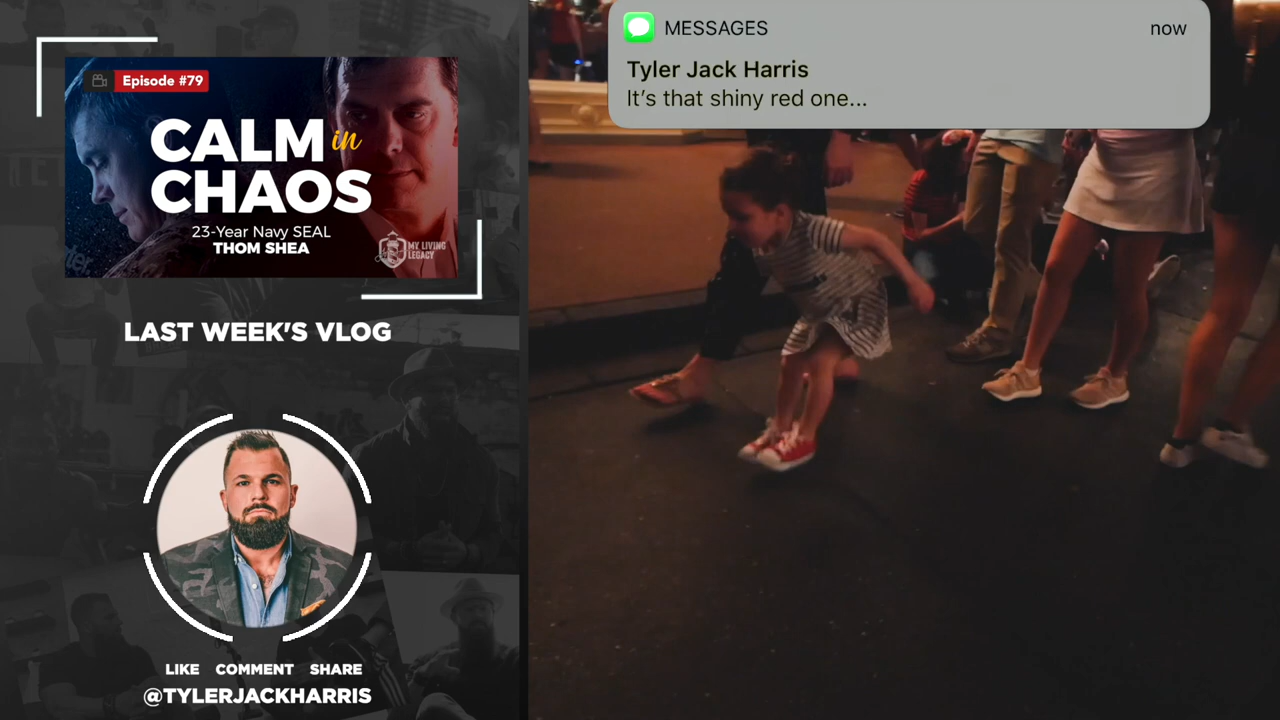 Episode #79
CALM in
CHAOS
23-Year Navy SEAL
THOM SHEA
MY LIVING
LEGACY
LAST WEEK'S VLOG
LIKE COMMENT SHARE
@TYLERJACKHARRIS
MESSAGES
now
Tyler Jack Harris
It's that shiny red one...